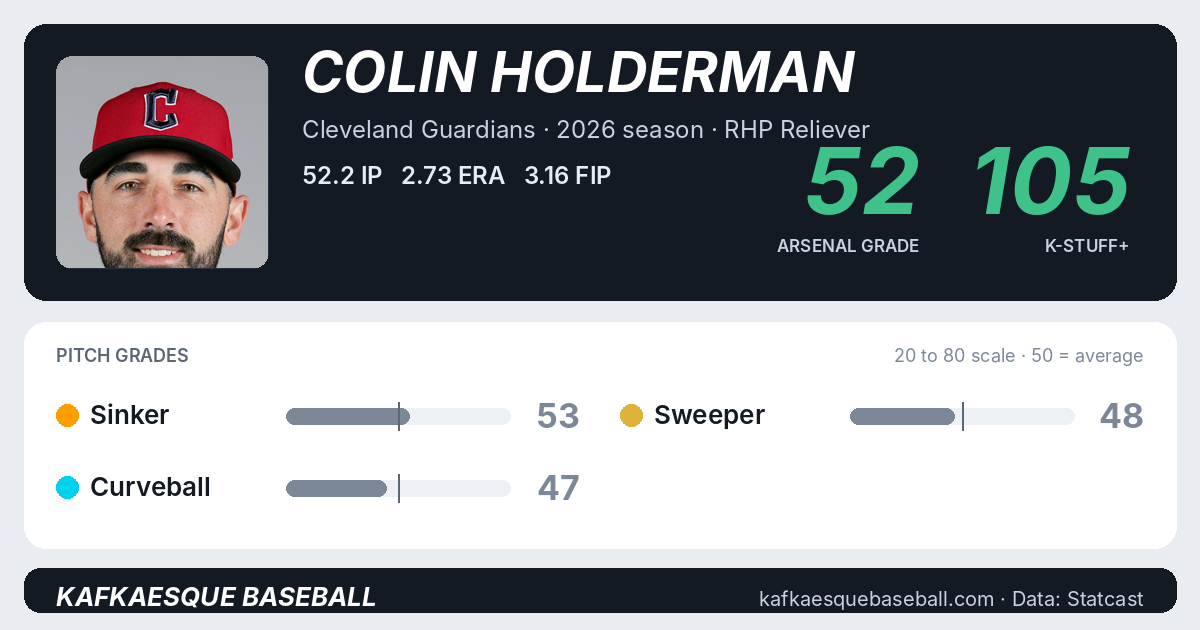 COLIN HOLDERMAN
Cleveland Guardians · 2026 season · RHP Reliever
52.2 IP 2.73 ERA 3.16 FIP
52 105
ARSENAL GRADE K-STUFF+
C
PITCH GRADES 20 to 80 scale · 50 = average
Sinker 53 Sweeper 48
Curveball 47
KAFKAESQUE BASEBALL kafkaesquebaseball.com · Data: Statcast